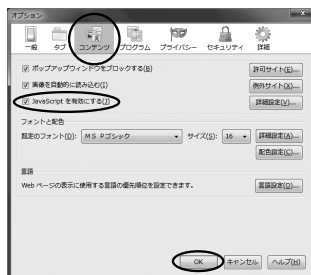 オプション
一般 タブ コンテンツ プログラム プライバシー セキュリティ 詳細
ポップアップウィンドウをブロックする(B) 許可サイト(E)...
画像を自動的に読み込む(I) 例外サイト(X)...
JavaScript を有効にする(J) 詳細設定(V)...
フォントと配色
既定のフォント(D): MS Pゴシック サイズ(S): 16 詳細設定(A)...
配色設定(C)...
言語
Web ページの表示に使用する言語の優先順位を設定できます。 言語設定(O)...
OK キャンセル ヘルプ(H)